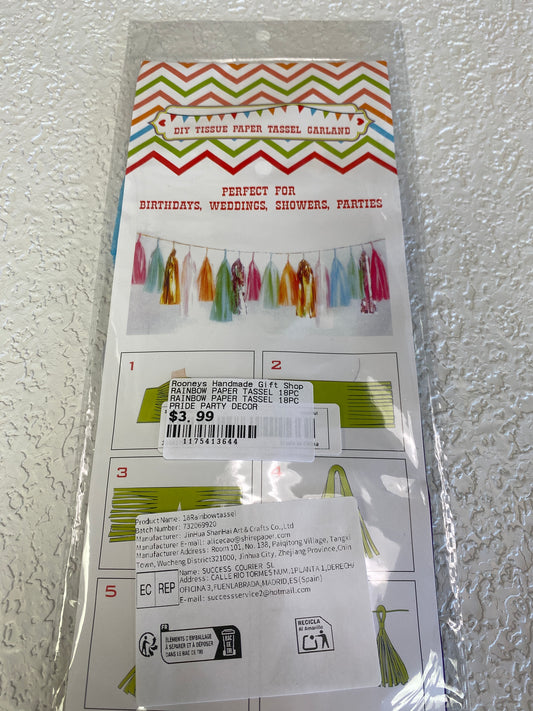 DIY TISSUE PAPER TASSEL GARLAND
PERFECT FOR
BIRTHDAYS, WEDDINGS, SHOWERS, PARTIES
1
2
Rooneys Handmade Gift Shop
RAINBOW PAPER TASSEL 18PC
RAINBOW PAPER TASSEL 18PC
PRIDE PARTY DECOR
$3.99
1175413644
3
4
Product Name: 18Rainbowtassel
Batch Number: 732069920
Manufacturer: JinHua ShanHai Art & Crafts Co.,Ltd
Manufacturer E-mail: alicecao@shirepaper.com
Manufacturer Address: Room 101, No. 138, Paiqitong Village, Tangxi
Town, Wucheng District321000, Jinhua City, Zhejiang Province,Chin
EC REP
Name: SUCCESS COURIER SL
Address: CALLE RIO TORMES NUM.1PLANTA 1,DERECH/
OFICINA 3,FUENLABRADA,MADRID,ES(Spain)
E-mail: successservice2@hotmail.com
5
FR
ÉLÉMENTS D'EMBALLAGE
À SÉPARER ET À DÉPOSER
DANS LE BAC DE TRI
BAC
DE
TRI
RECICLA
Al Amarillo